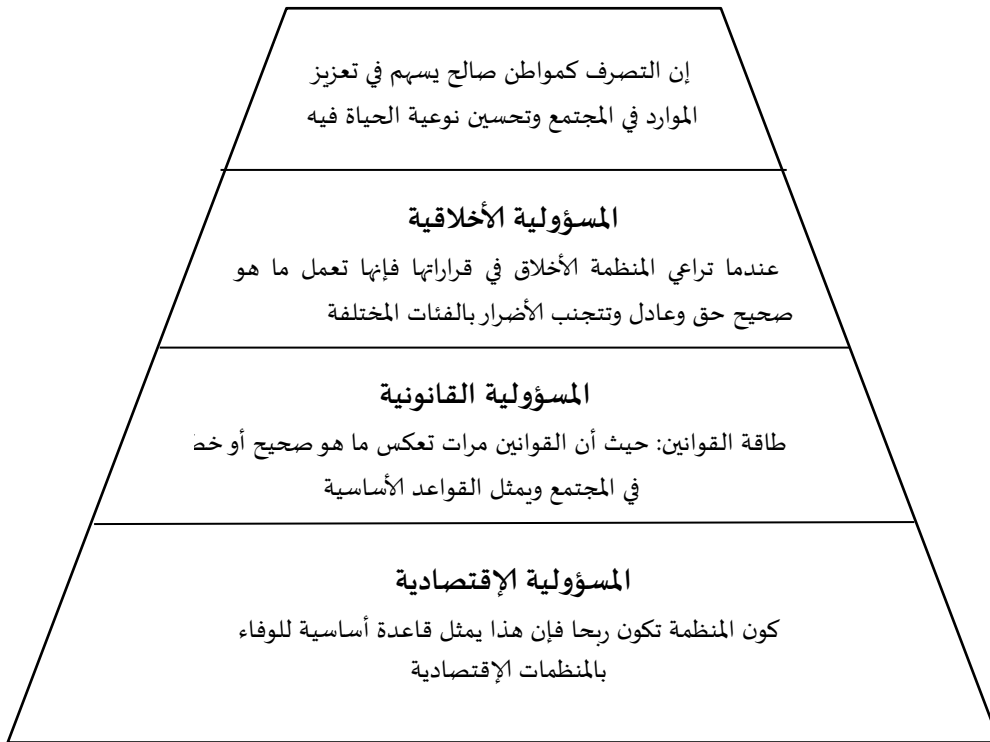 إن التصرف كمواطن صالح يسهم في تعزيز
الموارد في المجتمع وتحسين نوعية الحياة فيه
المسؤولية الأخلاقية
عندما تراعي المنظمة الأخلاق في قراراتها فإنها تعمل ما هو
صحيح حق وعادل وتتجنب الأضرار بالفئات المختلفة
المسؤولية القانونية
طاقة القوانين: حيث أن القوانين مرات تعكس ما هو صحيح أو خط
في المجتمع ويمثل القواعد الأساسية
المسؤولية الإقتصادية
كون المنظمة تكون ربحا فإن هذا يمثل قاعدة أساسية للوفاء
بالمنظمات الإقتصادية